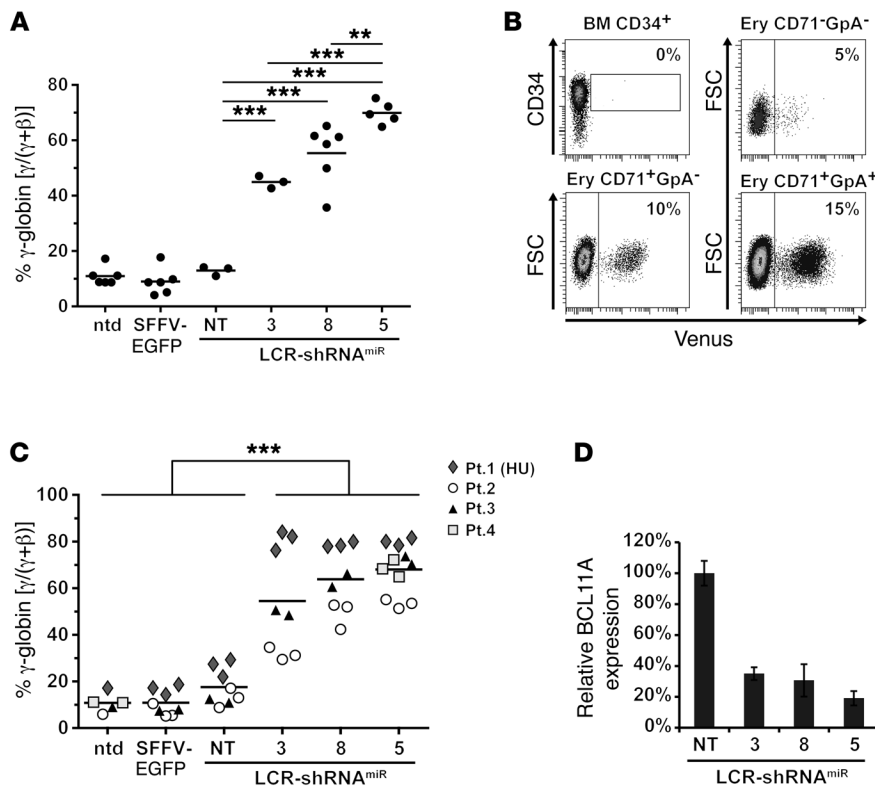 A
**
***
***
***
***
80
60
40
20
0
% γ-globin [γ/(γ+β)]
ntd
SFFV-
EGFP
NT
3
8
5
LCR-shRNAmiR
B
BM CD34+
0%
CD34
Ery CD71-GpA-
5%
FSC
Ery CD71+GpA-
10%
FSC
Ery CD71+GpA+
15%
FSC
Venus
C
***
100
80
60
40
20
0
% γ-globin [γ/(γ+β)]
ntd
SFFV-
EGFP
NT
3
8
5
LCR-shRNAmiR
Pt.1 (HU)
Pt.2
Pt.3
Pt.4
D
120%
100%
80%
60%
40%
20%
0%
Relative BCL11A
expression
NT
3
8
5
LCR-shRNAmiR